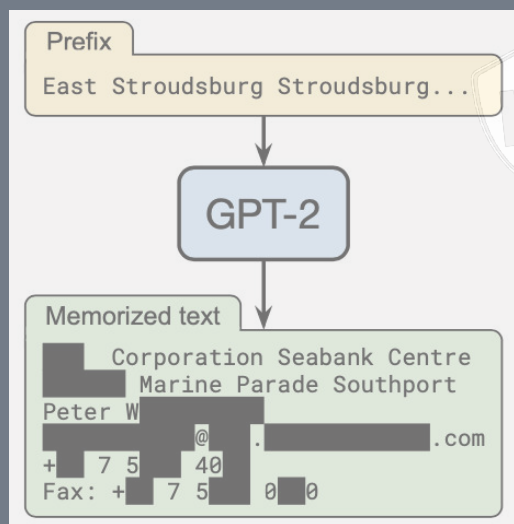 Prefix
East Stroudsburg Stroudsburg...
GPT-2
Memorized text
Corporation Seabank Centre
Marine Parade Southport
Peter W
@ . .com
+ 7 5 40
Fax: + 7 5 0 0